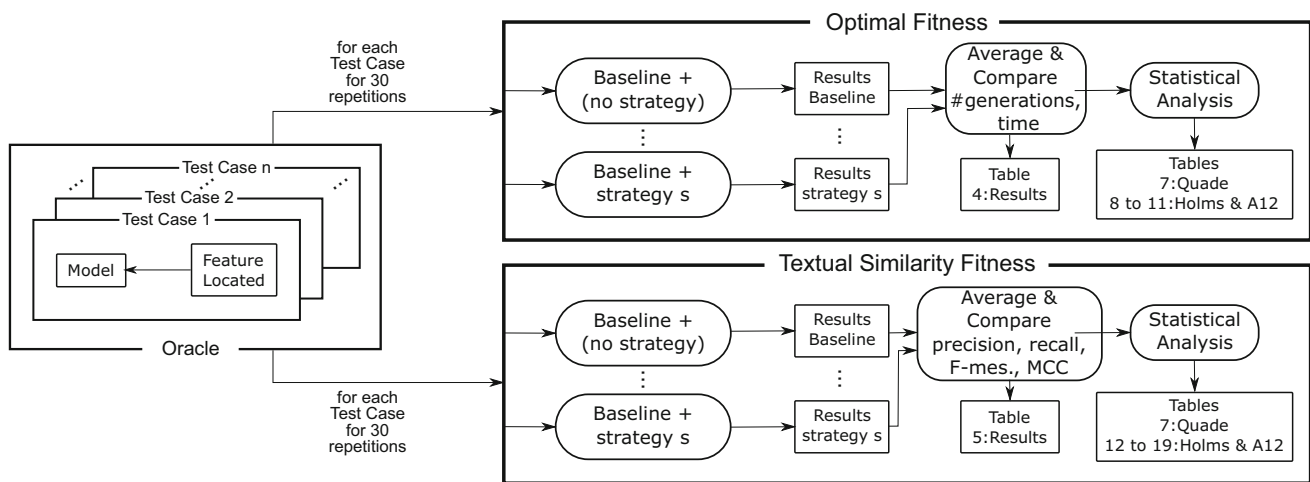 for each
Test Case
for 30
repetitions
Test Case n
Test Case 2
Test Case 1
Model
Feature
Located
Oracle
for each
Test Case
for 30
repetitions
Optimal Fitness
Baseline +
(no strategy)
Results
Baseline
Average &
Compare
#generations,
time
Statistical
Analysis
Baseline +
strategy s
Results
strategy s
Table
4:Results
Tables
7:Quade
8 to 11:Holms & A12
Textual Similarity Fitness
Baseline +
(no strategy)
Results
Baseline
Average &
Compare
precision, recall,
F-mes., MCC
Statistical
Analysis
Baseline +
strategy s
Results
strategy s
Table
5:Results
Tables
7:Quade
12 to 19:Holms & A12